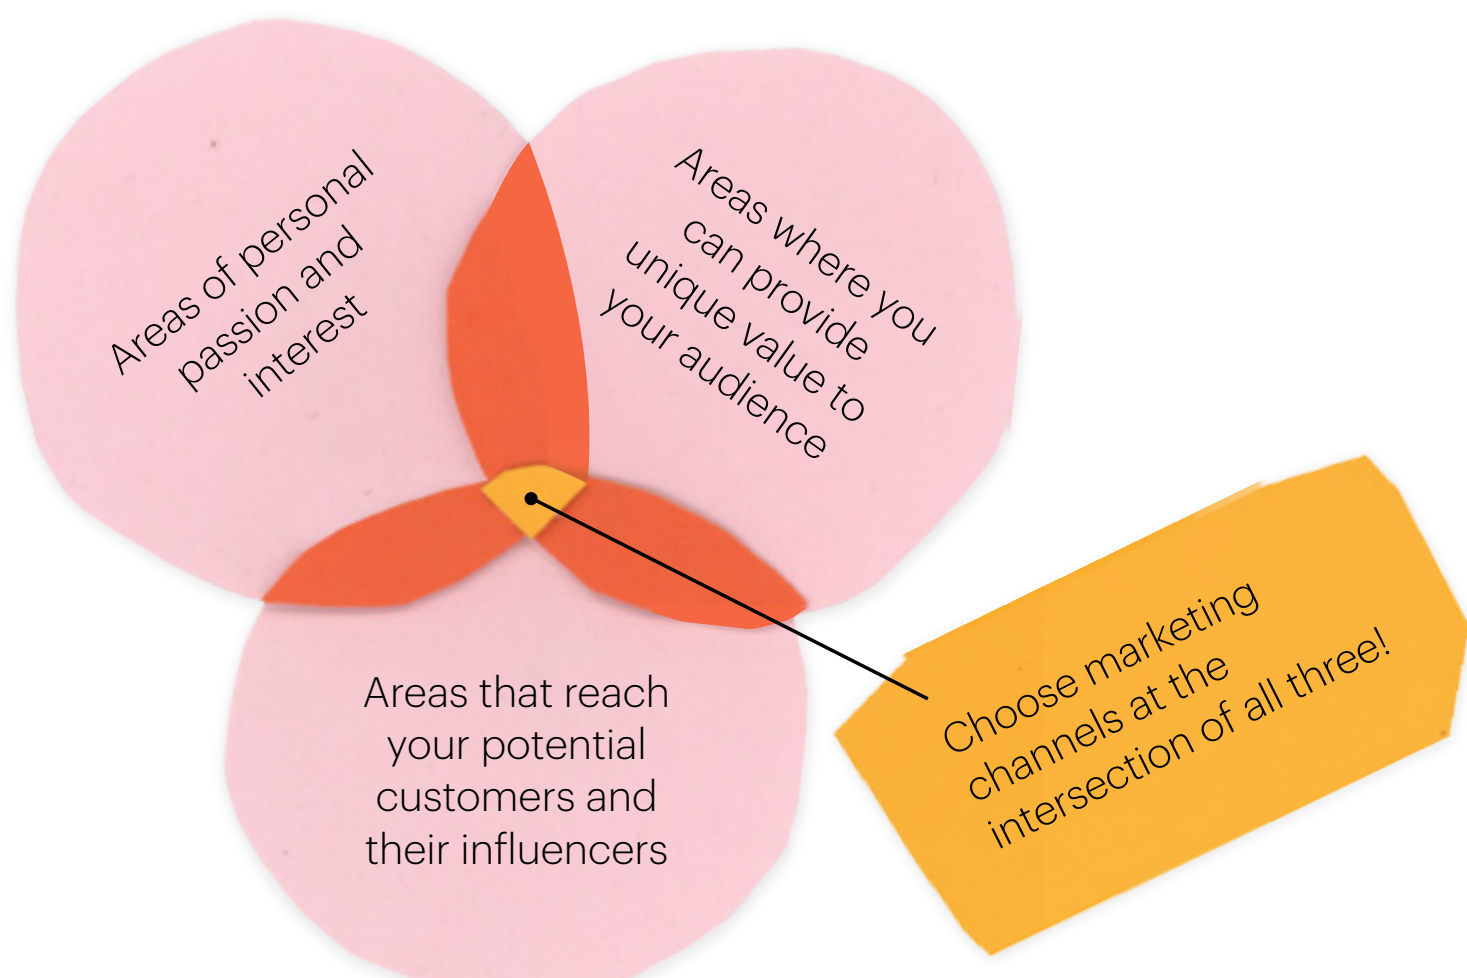 Areas of personal
passion and
interest
Areas where you
can provide
unique value to
your audience
Areas that reach
your potential
customers and
their influencers
Choose marketing
channels at the
intersection of all three!